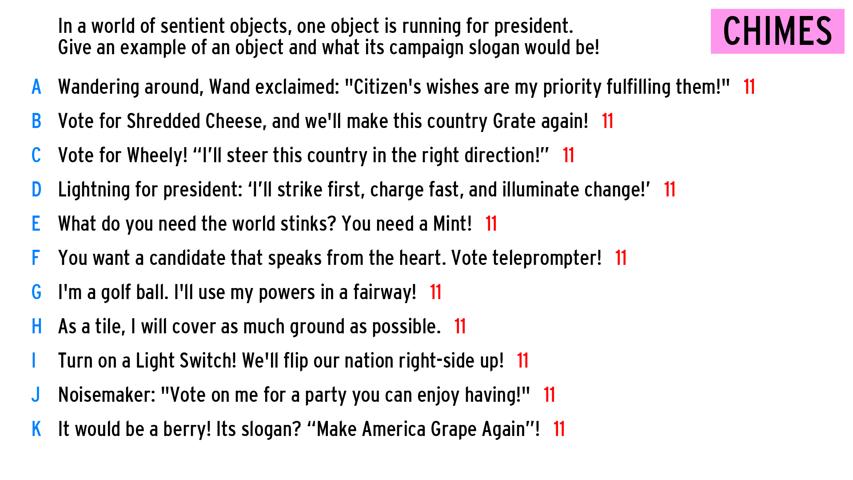 In a world of sentient objects, one object is running for president.
Give an example of an object and what its campaign slogan would be!
CHIMES
A Wandering around, Wand exclaimed: "Citizen's wishes are my priority fulfilling them!" 11
B Vote for Shredded Cheese, and we'll make this country Grate again! 11
C Vote for Wheely! “I’ll steer this country in the right direction!” 11
D Lightning for president: ‘I’ll strike first, charge fast, and illuminate change!’ 11
E What do you need the world stinks? You need a Mint! 11
F You want a candidate that speaks from the heart. Vote teleprompter! 11
G I'm a golf ball. I'll use my powers in a fairway! 11
H As a tile, I will cover as much ground as possible. 11
I Turn on a Light Switch! We'll flip our nation right-side up! 11
J Noisemaker: "Vote on me for a party you can enjoy having!" 11
K It would be a berry! Its slogan? “Make America Grape Again”! 11